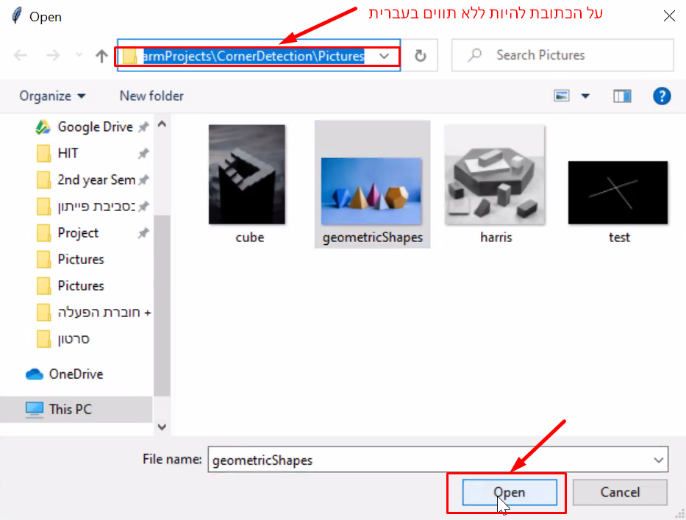 Open
על הכתובת להיות ללא תווים בעברית
armProjects\CornerDetection\Pictures
Search Pictures
Organize
New folder
Google Drive
HIT
2nd year Sem
בסביבת פייתון
Project
Pictures
Pictures
חוברת הפעלה +
סרטון
OneDrive
This PC
cube
geometricShapes
harris
test
File name:
geometricShapes
Open
Cancel